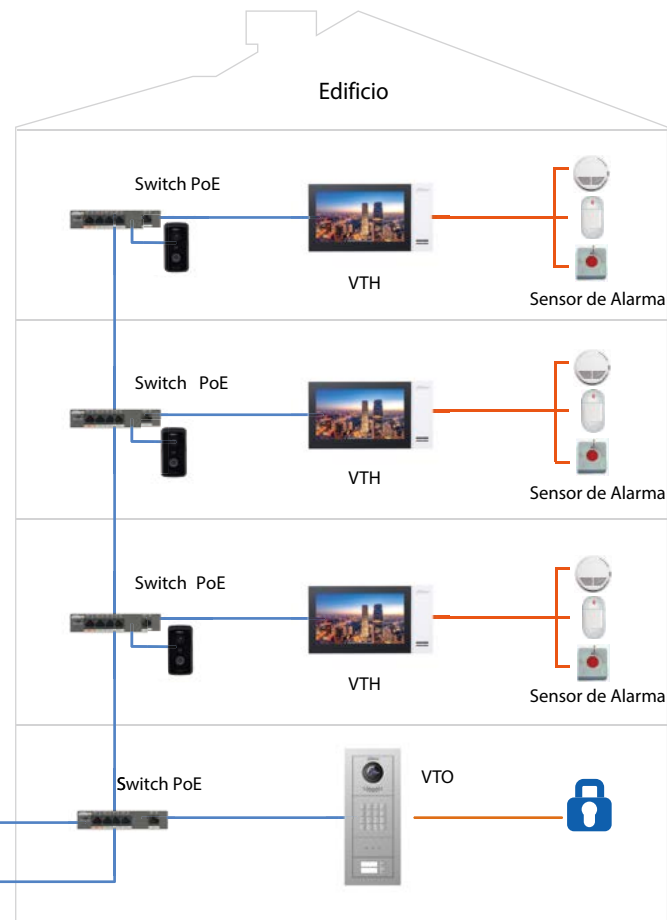 Edificio
Switch PoE
VTH
Sensor de Alarma
Switch PoE
VTH
Sensor de Alarma
Switch PoE
VTH
Sensor de Alarma
Switch PoE
VTO